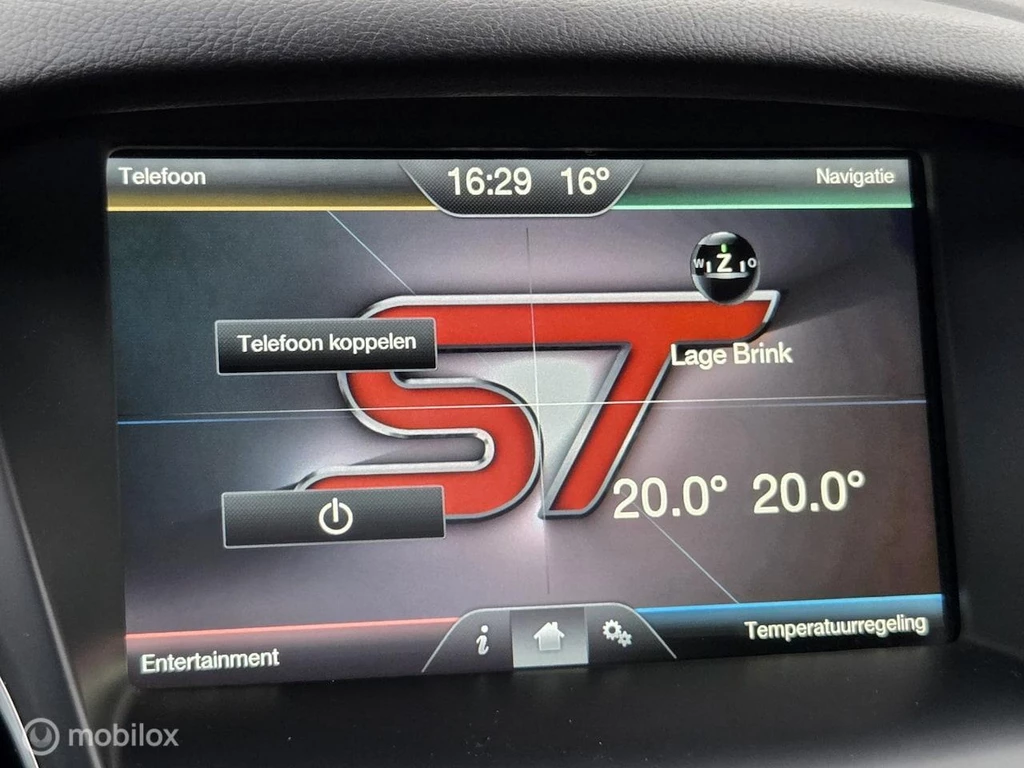 Telefoon
16:29 16°
Navigatie
W Z O
Telefoon koppelen
ST
Lage Brink
20.0° 20.0°
i
Temperatuurregeling
Entertainment
mobilox